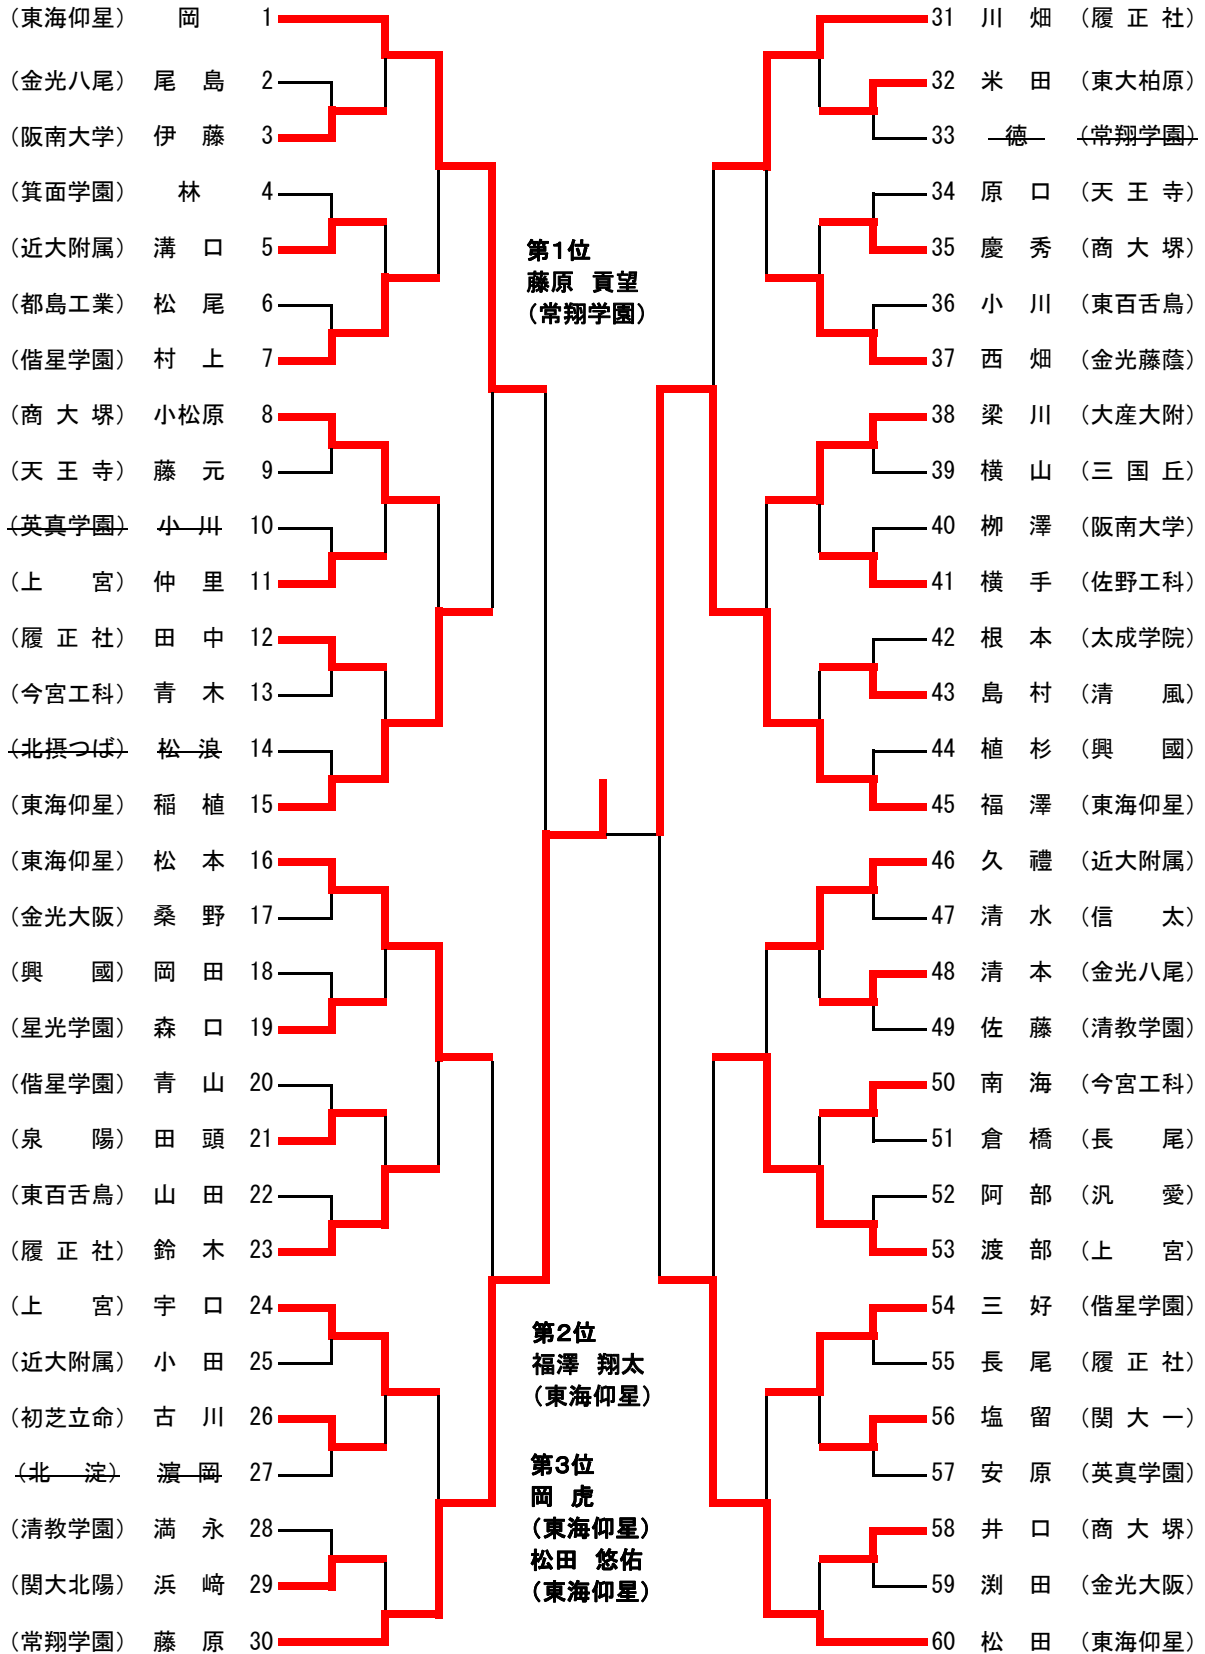 (東海仰星) 岡 1
(金光八尾) 尾島 2
(阪南大学) 伊藤 3
(箕面学園) 林 4
(近大附属) 溝口 5
(都島工業) 松尾 6
(偕星学園) 村上 7
(商大堺) 小松原 8
(天王寺) 藤元 9
(英真学園) 小川 10
(上宮) 仲里 11
(履正社) 田中 12
(今宮工科) 青木 13
(北摂つば) 松浪 14
(東海仰星) 稲植 15
(東海仰星) 松本 16
(金光大阪) 桑野 17
(興國) 岡田 18
(星光学園) 森口 19
(偕星学園) 青山 20
(泉陽) 田頭 21
(東百舌鳥) 山田 22
(履正社) 鈴木 23
(上宮) 宇口 24
(近大附属) 小田 25
(初芝立命) 古川 26
(北淀) 濵岡 27
(清教学園) 満永 28
(関大北陽) 浜﨑 29
(常翔学園) 藤原 30
第1位
藤原 貢望
(常翔学園)
第2位
福澤 翔太
(東海仰星)
第3位
岡 虎
(東海仰星)
松田 悠佑
(東海仰星)
31 川畑 (履正社)
32 米田 (東大柏原)
33 徳 (常翔学園)
34 原口 (天王寺)
35 慶秀 (商大堺)
36 小川 (東百舌鳥)
37 西畑 (金光藤蔭)
38 梁川 (大産大附)
39 横山 (三国丘)
40 栁澤 (阪南大学)
41 横手 (佐野工科)
42 根本 (太成学院)
43 島村 (清風)
44 植杉 (興國)
45 福澤 (東海仰星)
46 久禮 (近大附属)
47 清水 (信太)
48 清本 (金光八尾)
49 佐藤 (清教学園)
50 南海 (今宮工科)
51 倉橋 (長尾)
52 阿部 (汎愛)
53 渡部 (上宮)
54 三好 (偕星学園)
55 長尾 (履正社)
56 塩留 (関大一)
57 安原 (英真学園)
58 井口 (商大堺)
59 渕田 (金光大阪)
60 松田 (東海仰星)